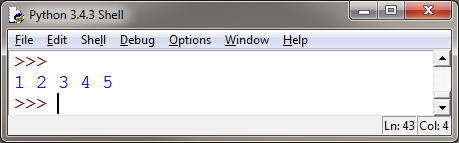 Python 3.4.3 Shell
File Edit Shell Debug Options Window Help
>>>
1 2 3 4 5
>>>
Ln: 43 Col: 4